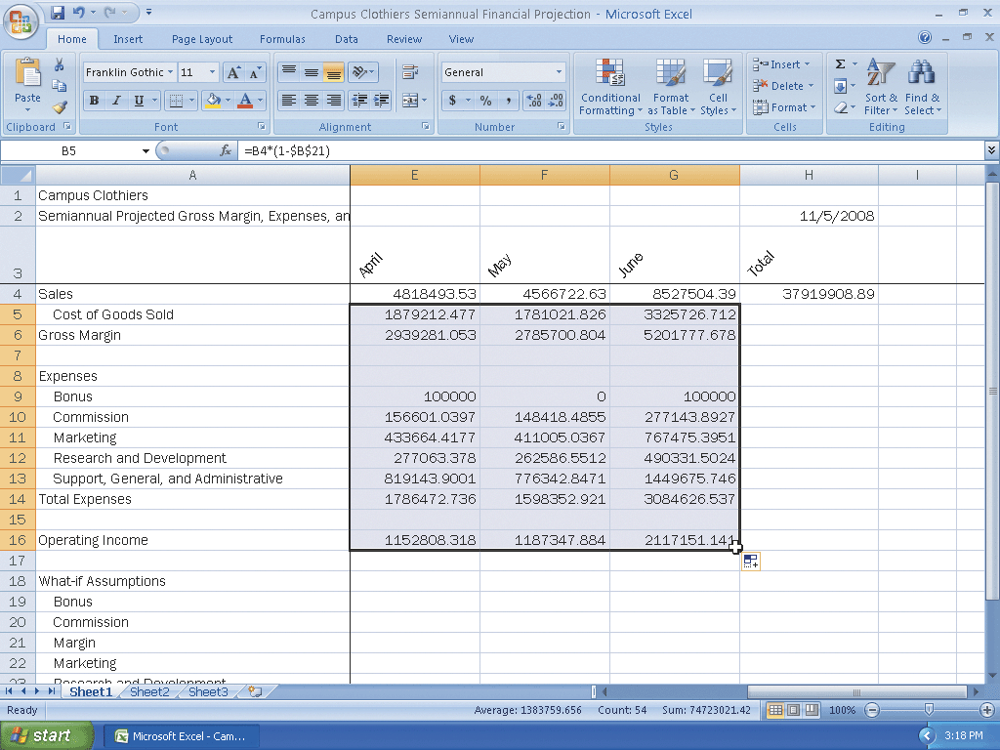 Campus Clothiers Semiannual Financial Projection - Microsoft Excel
Home Insert Page Layout Formulas Data Review View
Paste
Franklin Gothic 11
B I U A
General
$ % ,
Conditional Formatting
Format as Table
Cell Styles
Insert
Delete
Format
Σ
Sort & Filter
Find & Select
Clipboard Font Alignment Number Styles Cells Editing
B5 fx =B4*(1-$B$21)
A E F G H I
1 Campus Clothiers
2 Semiannual Projected Gross Margin, Expenses, an 11/5/2008
3 April May June Total
4 Sales 4818493.53 4566722.63 8527504.39 37919908.89
5 Cost of Goods Sold 1879212.477 1781021.826 3325726.712
6 Gross Margin 2939281.053 2785700.804 5201777.678
7
8 Expenses
9 Bonus 100000 0 100000
10 Commission 156601.0397 148418.4855 277143.8927
11 Marketing 433664.4177 411005.0367 767475.3951
12 Research and Development 277063.378 262586.5512 490331.5024
13 Support, General, and Administrative 819143.9001 776342.8471 1449675.746
14 Total Expenses 1786472.736 1598352.921 3084626.537
15
16 Operating Income 1152808.318 1187347.884 2117151.141
17
18 What-if Assumptions
19 Bonus
20 Commission
21 Margin
22 Marketing
23 Research and Development
Sheet1 Sheet2 Sheet3
Ready Average: 1383759.656 Count: 54 Sum: 74723021.42 100%
start Microsoft Excel - Cam... 3:18 PM